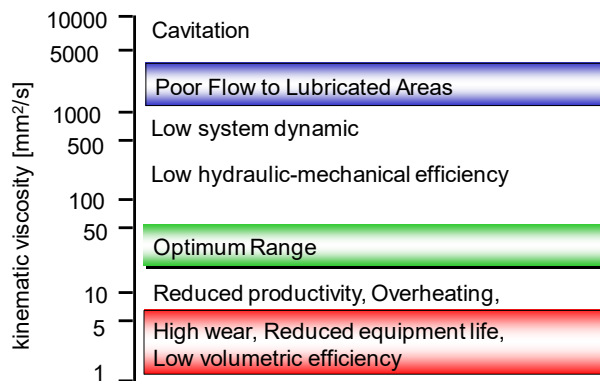 kinematic viscosity [mm²/s]
10000
5000
1000
500
100
50
10
5
1
Cavitation
Poor Flow to Lubricated Areas
Low system dynamic
Low hydraulic-mechanical efficiency
Optimum Range
Reduced productivity, Overheating,
High wear, Reduced equipment life,
Low volumetric efficiency